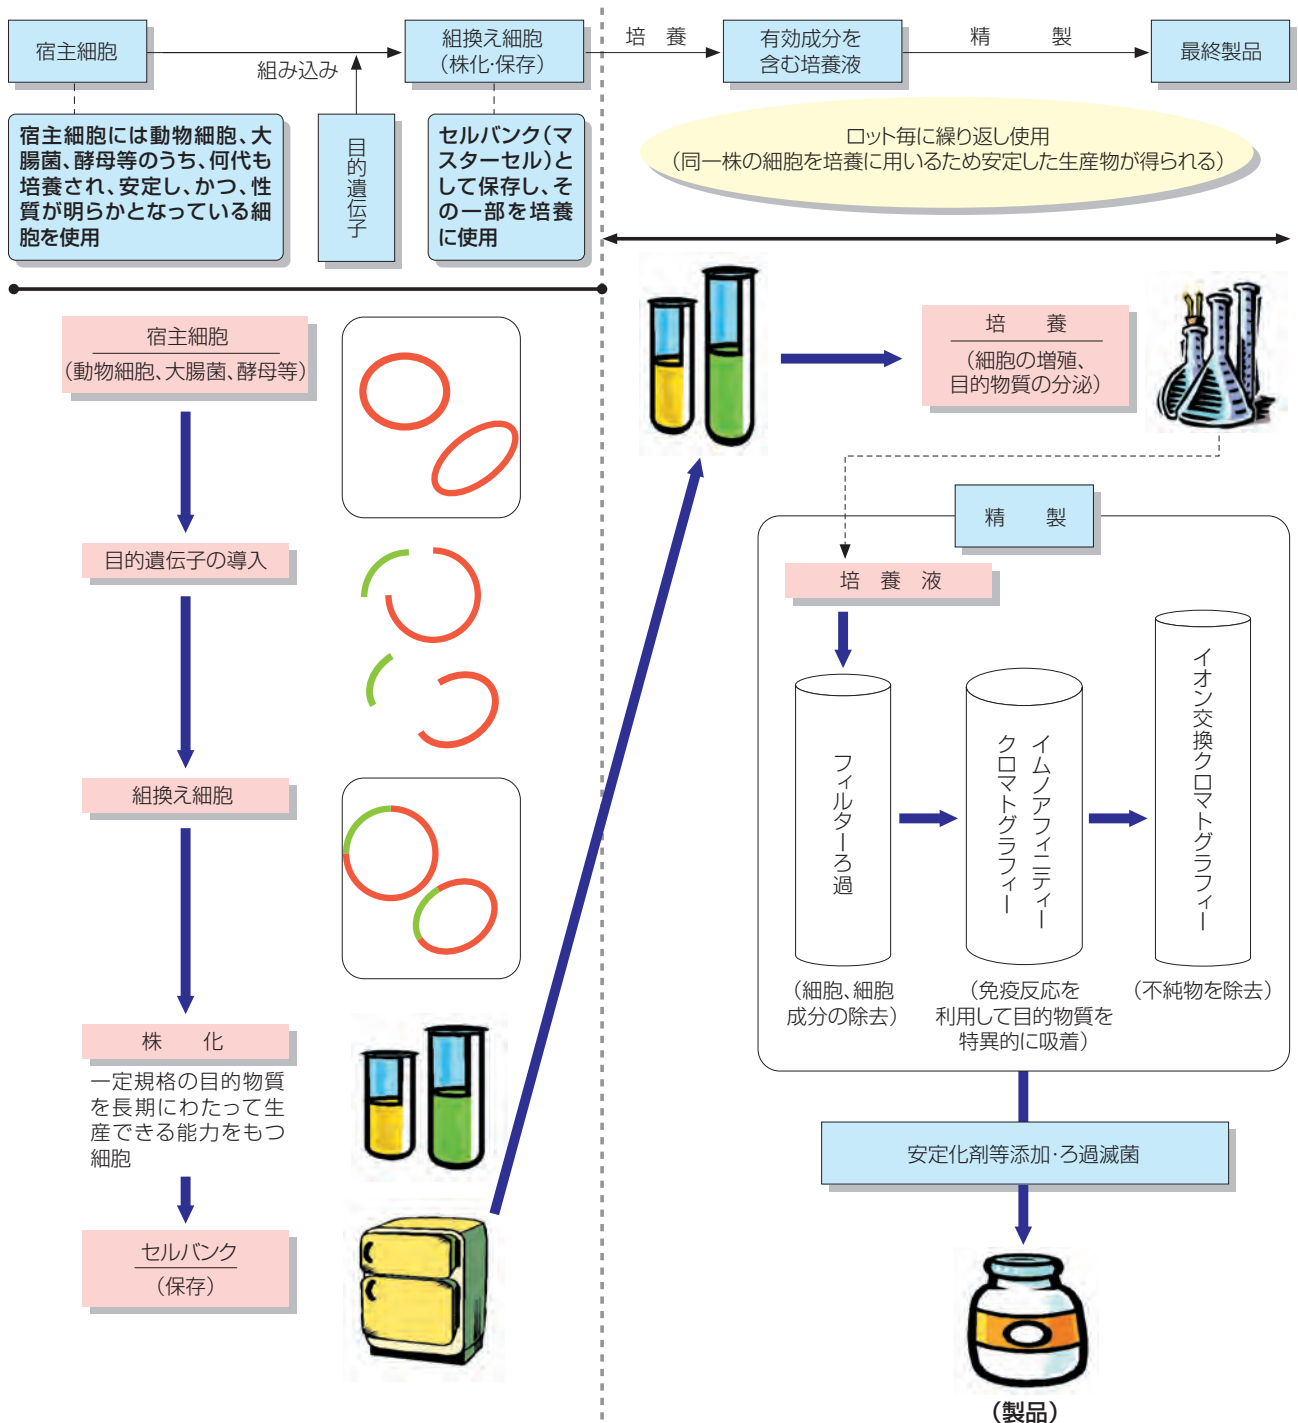 宿主細胞
組み込み
組換え細胞
（株化・保存）
培　養
有効成分を
含む培養液
精　　製
最終製品
宿主細胞には動物細胞、大
腸菌、酵母等のうち、何代も
培養され、安定し、かつ、性
質が明らかとなっている細
胞を使用
目的遺伝子
セルバンク（マ
スターセル）と
して保存し、そ
の一部を培養
に使用
ロット毎に繰り返し使用
（同一株の細胞を培養に用いるため安定した生産物が得られる）
宿主細胞
（動物細胞、大腸菌、酵母等）
目的遺伝子の導入
組換え細胞
株　　化
一定規格の目的物質
を長期にわたって生
産できる能力をもつ
細胞
セルバンク
（保存）
培　　養
（細胞の増殖、
目的物質の分泌）
精　　製
培　養　液
フィルターろ過
（細胞、細胞
成分の除去）
イムノアフィニティー
クロマトグラフィー
（免疫反応を
利用して目的物質を
特異的に吸着）
イオン交換クロマトグラフィー
（不純物を除去）
安定化剤等添加・ろ過滅菌
（製品）